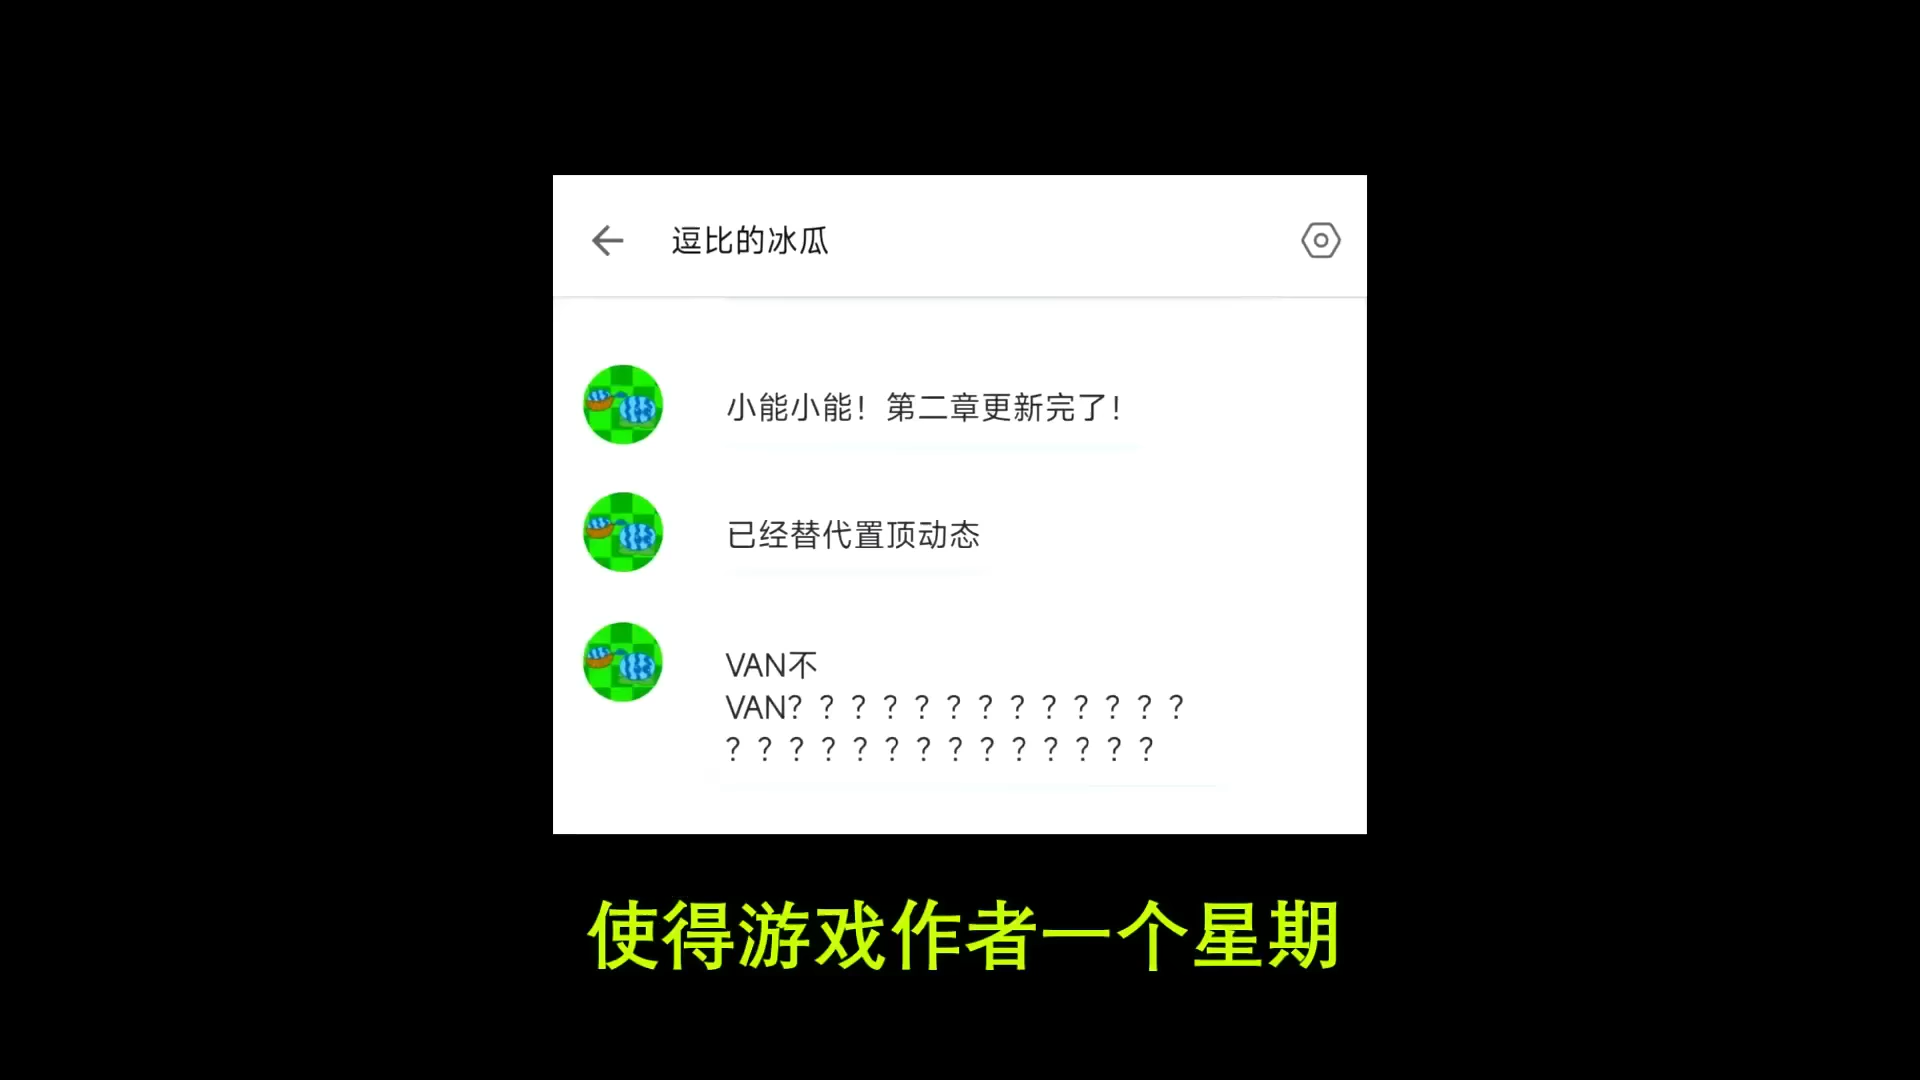 逗比的冰瓜
小能小能！第二章更新完了！
已经替代置顶动态
VAN不
VAN？？？？？？？？？？？？？
？？？？？？？？？？？？？？
使得游戏作者一个星期